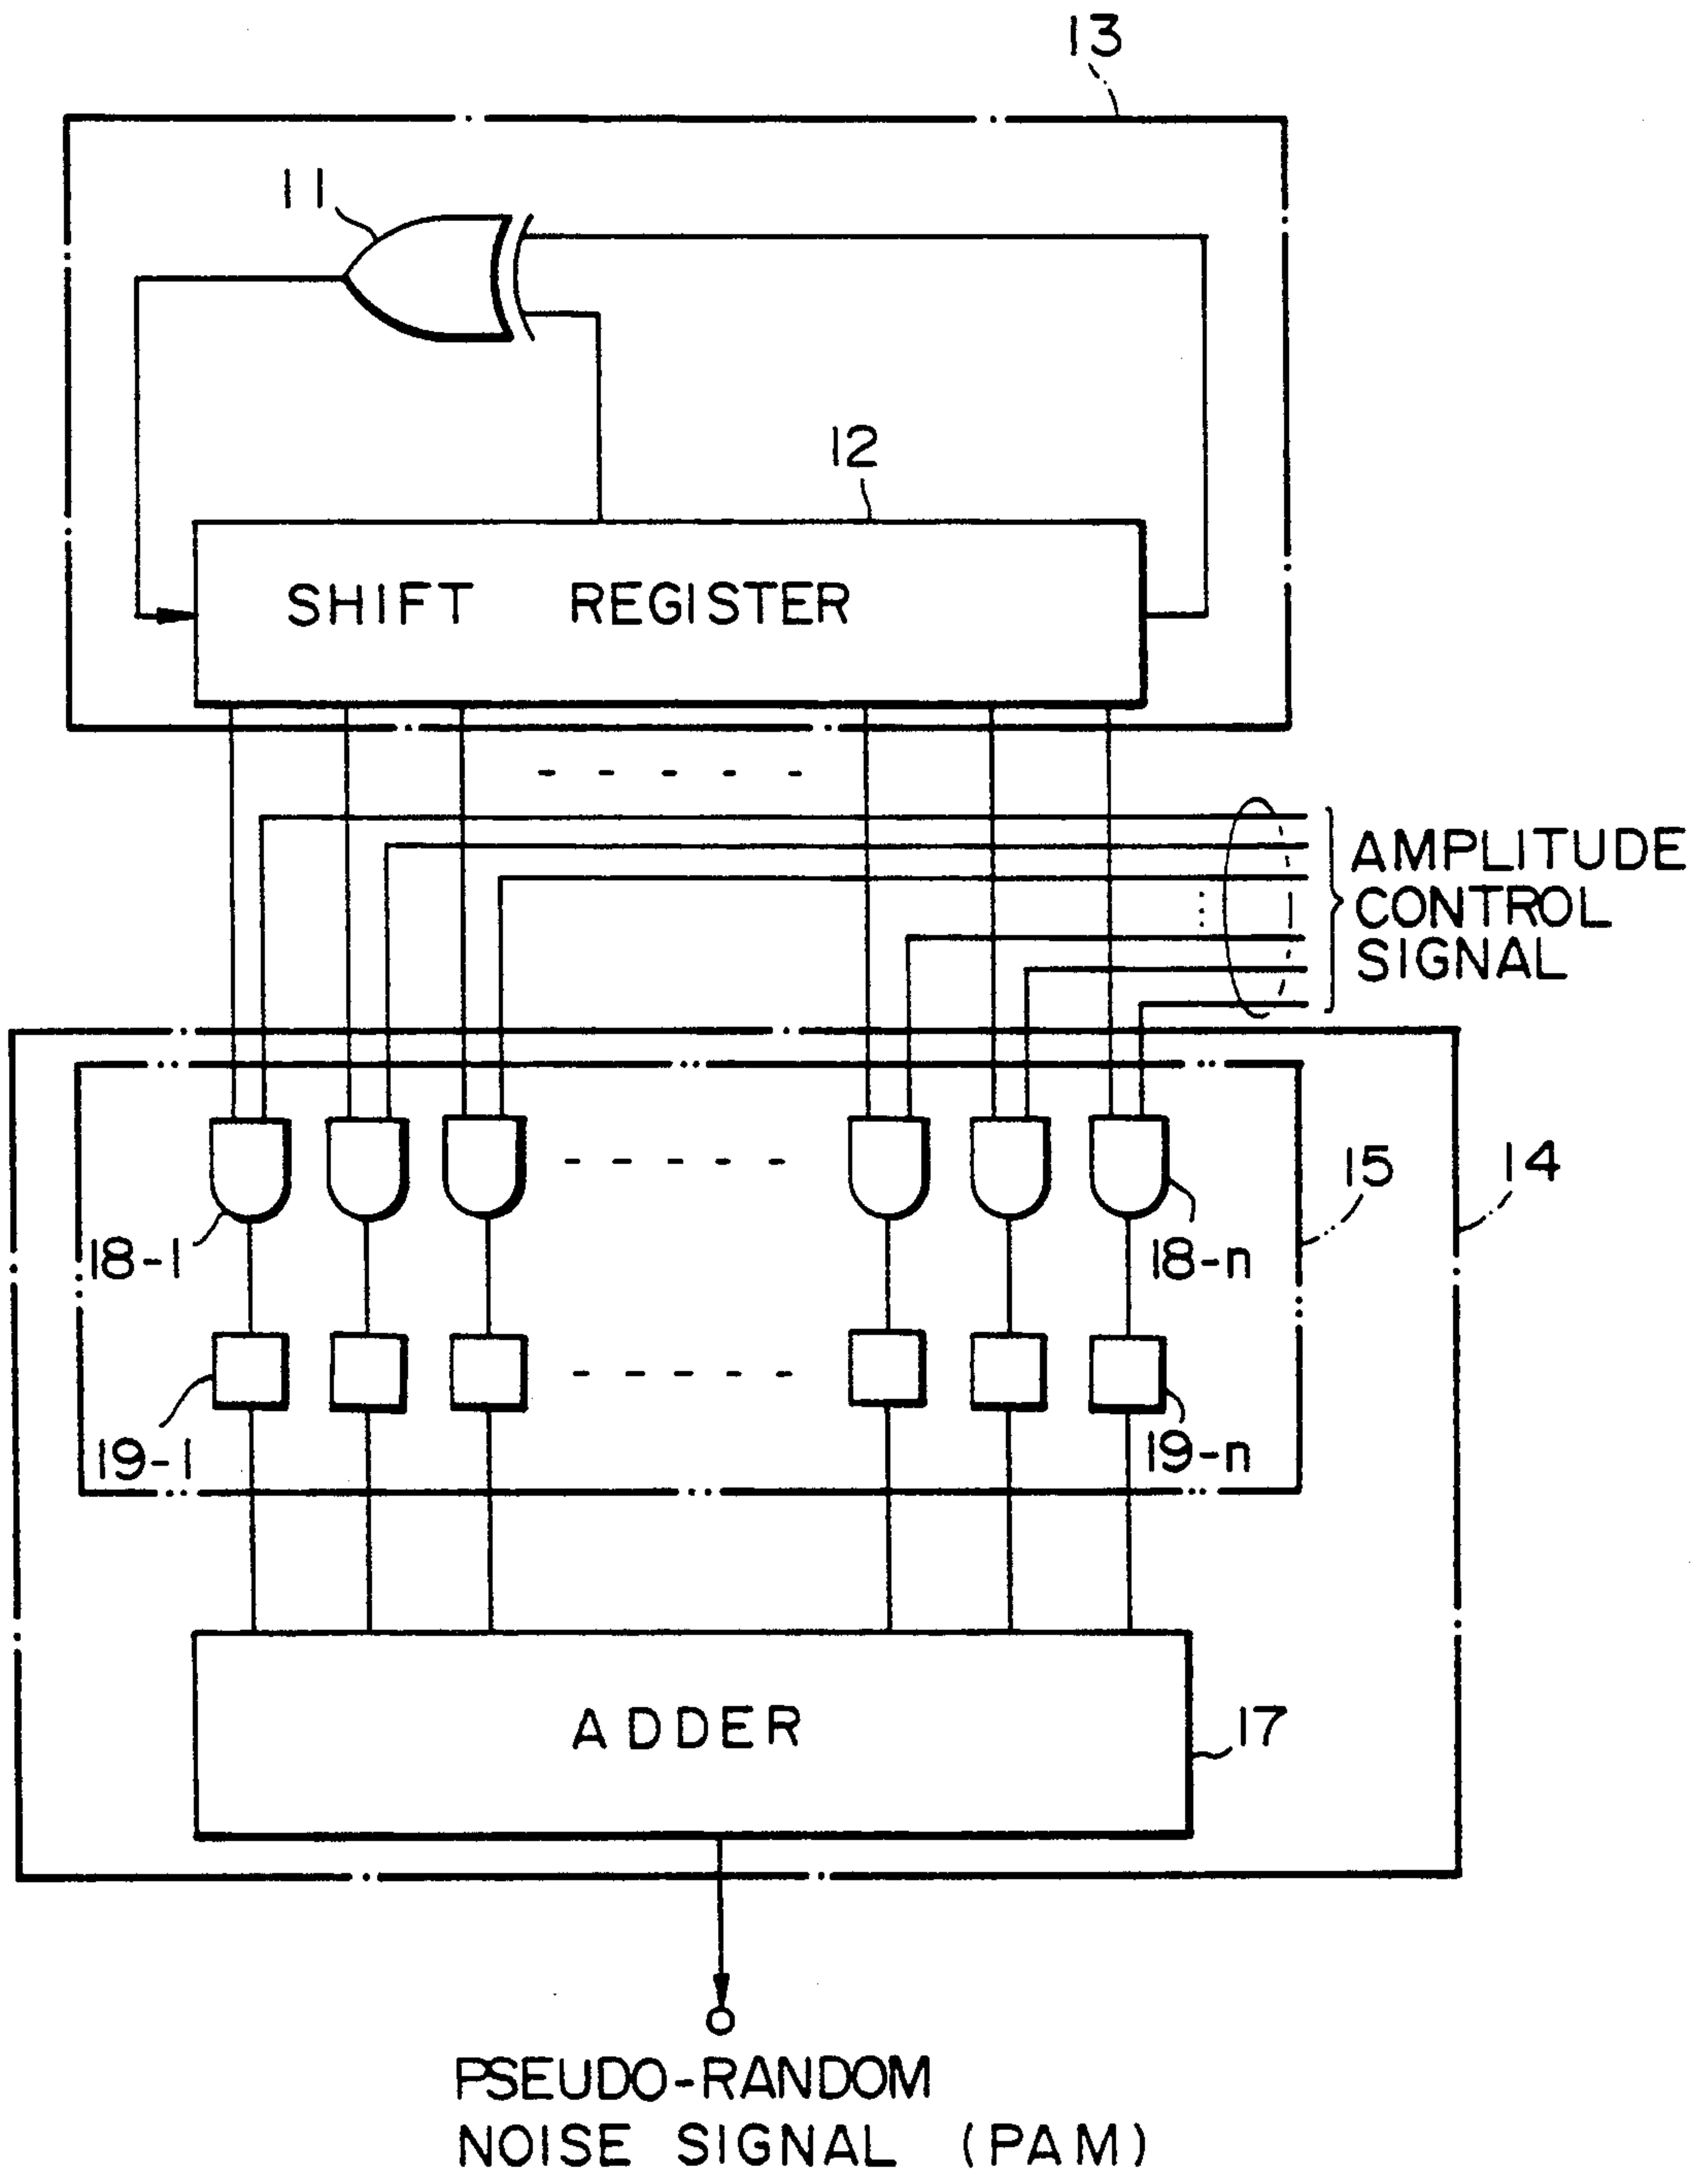 13
11
12
SHIFT REGISTER
AMPLITUDE
CONTROL
SIGNAL
15
14
18-1
18-n
19-1
19-n
ADDER
17
PSEUDO-RANDOM
NOISE SIGNAL (PAM)